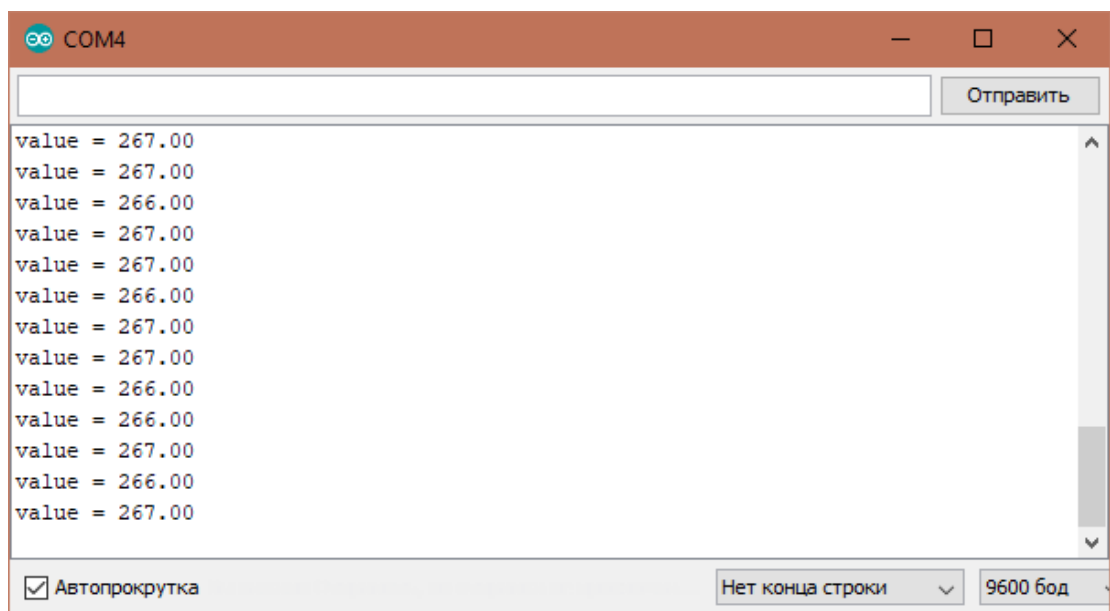 COM4
Отправить
value = 267.00
value = 267.00
value = 266.00
value = 267.00
value = 267.00
value = 266.00
value = 267.00
value = 267.00
value = 266.00
value = 266.00
value = 267.00
value = 266.00
value = 267.00
Автопрокрутка
Нет конца строки
9600 бод